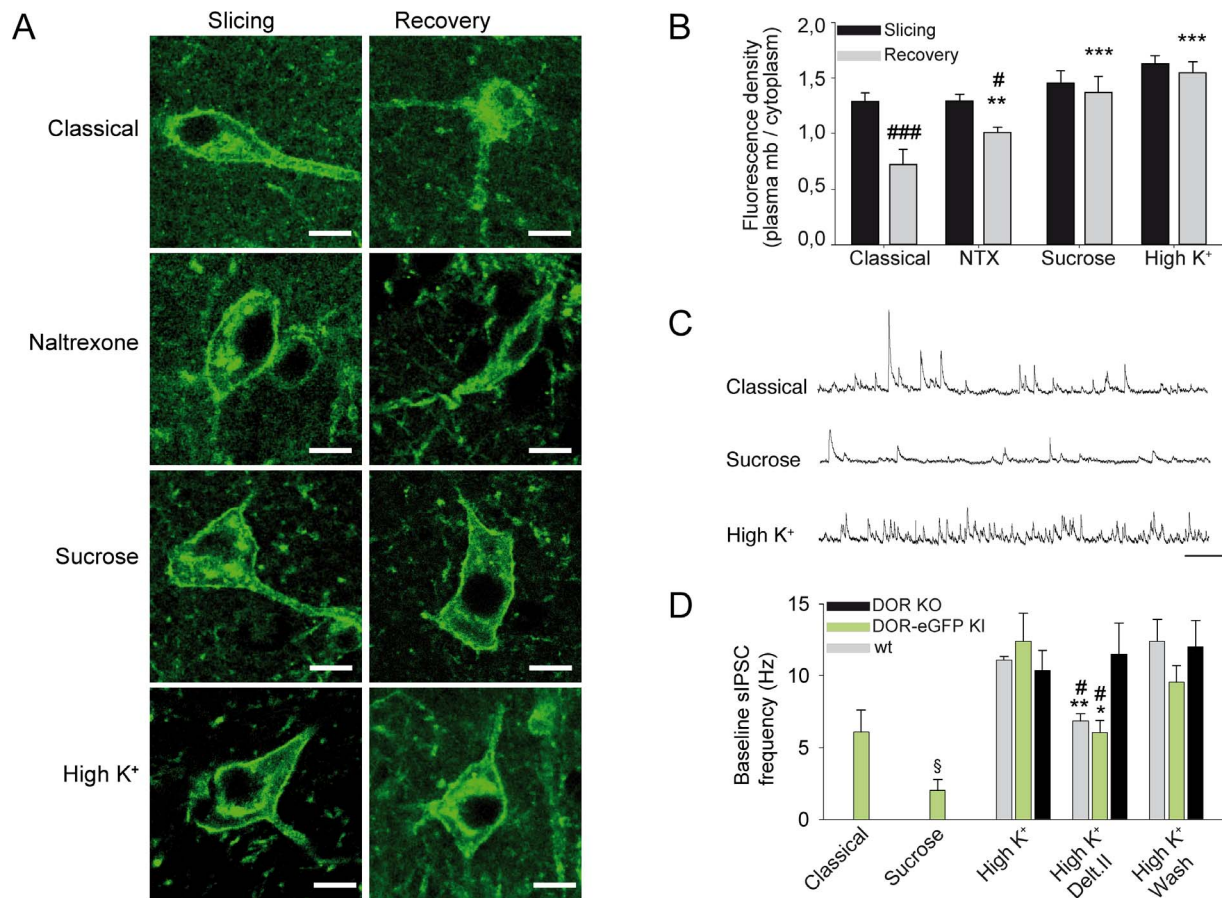 A
Slicing
Recovery
Classical
Naltrexone
Sucrose
High K⁺
B
Slicing
Recovery
Fluorescence density
(plasma mb / cytoplasm)
2,0
1,5
1,0
0,5
0,0
###
#
**
***
***
Classical
NTX
Sucrose
High K⁺
C
Classical
Sucrose
High K⁺
D
DOR KO
DOR-eGFP KI
wt
Baseline sIPSC
frequency (Hz)
15
10
5
0
§
#
**
#
*
Classical
Sucrose
High K⁺
High K⁺
Delt.II
High K⁺
Wash